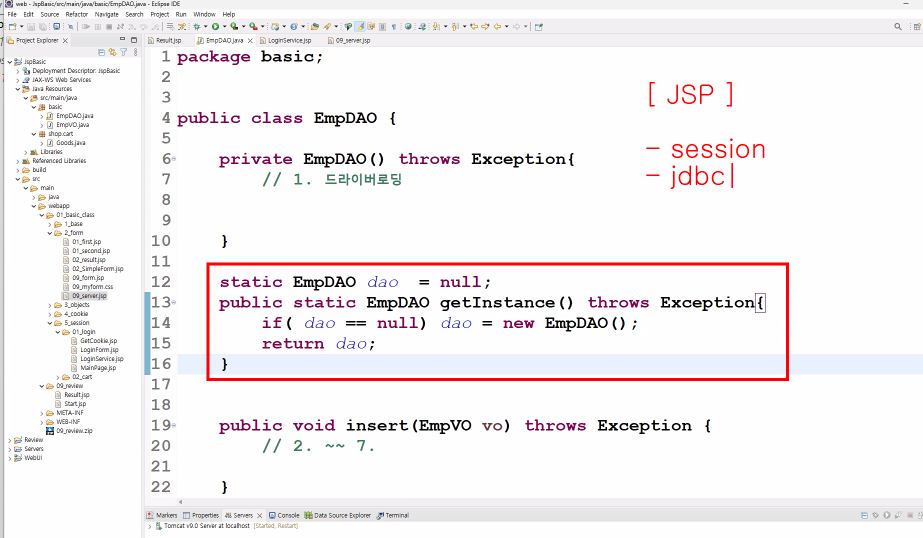 web - JspBasic/src/main/java/basic/EmpDAO.java - Eclipse IDE
File Edit Source Refactor Navigate Search Project Run Window Help
Project Explorer
JspBasic
Deployment Descriptor: JspBasic
JAX-WS Web Services
Java Resources
src/main/java
basic
EmpDAO.java
EmpVO.java
shop.cart
Goods.java
Libraries
Referenced Libraries
build
src
main
java
webapp
01_basic_class
1_base
2_form
01_first.jsp
01_second.jsp
02_result.jsp
02_SimpleForm.jsp
09_form.jsp
09_myform.css
09_server.jsp
3_objects
4_cookie
5_session
01_login
GetCookie.jsp
LoginForm.jsp
LoginService.jsp
MainPage.jsp
02_cart
09_review
Result.jsp
Start.jsp
META-INF
WEB-INF
09_review.zip
Review
Servers
WebUI
Result.jsp EmpDAO.java LoginService.jsp 09_server.jsp
1 package basic;
2
3
4 public class EmpDAO {
5
6 private EmpDAO() throws Exception{
7 // 1. 드라이버로딩
8
9
10 }
11
12 static EmpDAO dao = null;
13 public static EmpDAO getInstance() throws Exception{
14 if( dao == null) dao = new EmpDAO();
15 return dao;
16 }
17
18
19 public void insert(EmpVO vo) throws Exception {
20 // 2. ~~ 7.
21
22 }
[ JSP ]
- session
- jdbc
Markers Properties Servers Console Data Source Explorer Terminal
Tomcat v9.0 Server at localhost [Started, Restart]